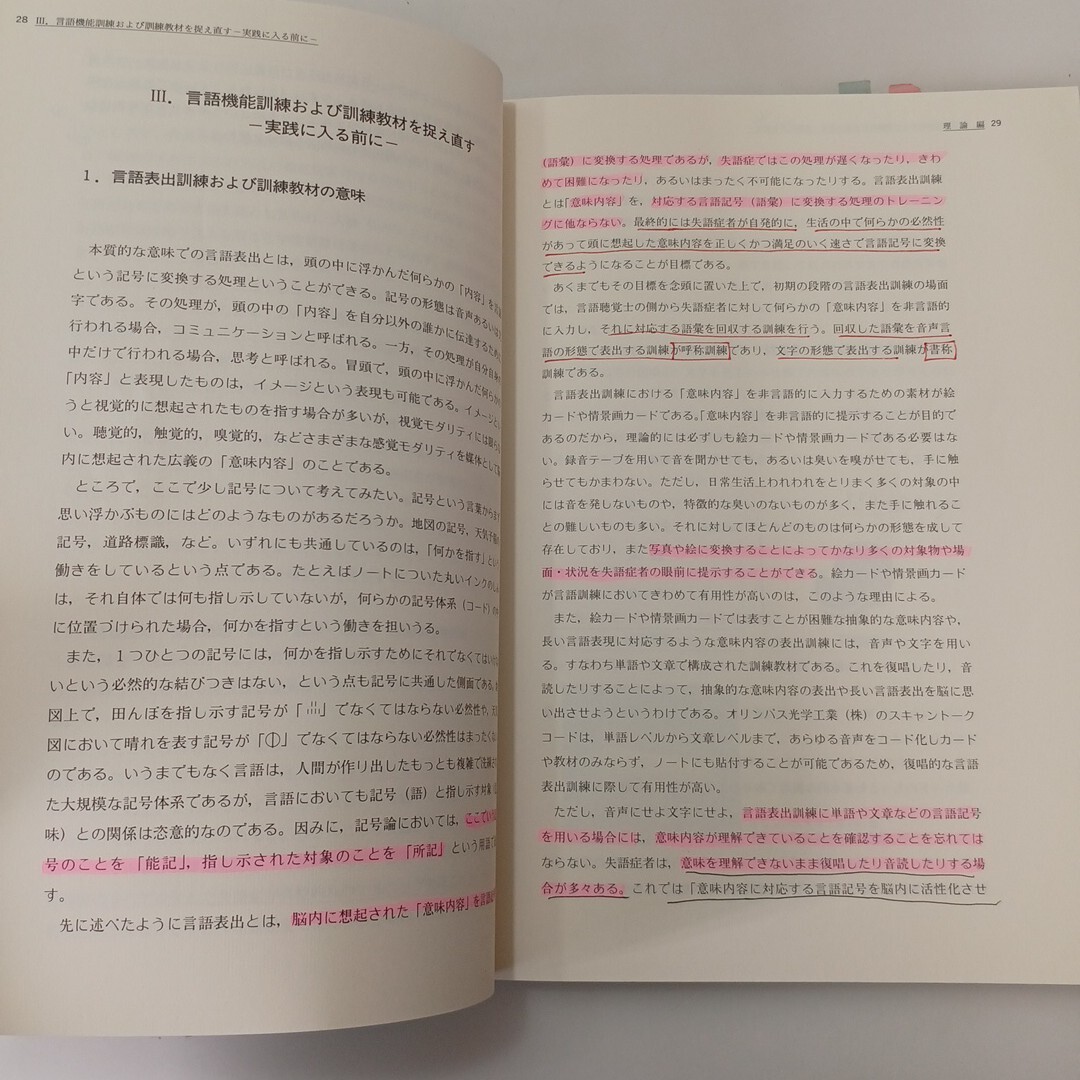 28 III. 言語機能訓練および訓練教材を捉え直す−実践に入る前に−
III. 言語機能訓練および訓練教材を捉え直す
−実践に入る前に−
1. 言語表出訓練および訓練教材の意味
本質的な意味での言語表出とは，頭の中に浮かんだ何らかの「内容」を
という記号に変換する処理ということができる。記号の形態は音声あるいは
字である。その処理が，頭の中の「内容」を自分以外の誰かに伝達するため
行われる場合，コミュニケーションと呼ばれる。一方，その処理が自分自身の
中だけで行われる場合，思考と呼ばれる。冒頭で，頭の中に浮かんだ何らか
「内容」と表現したものは，イメージという表現も可能である。イメージとい
うと視覚的に想起されたものを指す場合が多いが，視覚モダリティには限ら
い。聴覚的，触覚的，嗅覚的，などさまざまな感覚モダリティを媒体として
内に想起された広義の「意味内容」のことである。
ところで，ここで少し記号について考えてみたい。記号という言葉から
思い浮かぶものにはどのようなものがあるだろうか。地図の記号，天気予報
記号，道路標識，など。いずれにも共通しているのは，「何かを指す」とい
働きをしているという点である。たとえばノートについた丸いインクのし
は，それ自体では何も指し示していないが，何らかの記号体系（コード）の
に位置づけられた場合，何かを指すという働きを担いうる。
また，１つひとつの記号には，何かを指し示すためにそれでなくてはい
いという必然的な結びつきはない，という点も記号に共通した側面である。
図上で，田んぼを指し示す記号が「」でなくてはならない必然性や，天
図において晴れを表す記号が「⦶」でなくてはならない必然性はまったくな
のである。いうまでもなく言語は，人間が作り出したもっとも複雑で洗練
た大規模な記号体系であるが，言語においても記号（語）と指し示す対象
味）との関係は恣意的なのである。因みに，記号論においては，ここで
号のことを「能記」，指し示された対象のことを「所記」という用語で
す。
先に述べたように言語表出とは，脳内に想起された「意味内容」を言語
理 論 編 29
（語彙）に変換する処理であるが，失語症ではこの処理が遅くなったり，きわ
めて困難になったり，あるいはまったく不可能になったりする。言語表出訓練
とは「意味内容」を，対応する言語記号（語彙）に変換する処理のトレーニン
グに他ならない。最終的には失語症者が自発的に，生活の中で何らかの必然性
があって頭に想起した意味内容を正しくかつ満足のいく速さで言語記号に変換
できるようになることが目標である。
あくまでもその目標を念頭に置いた上で，初期の段階の言語表出訓練の場面
では，言語聴覚士の側から失語症者に対して何らかの「意味内容」を非言語的
に入力し，それに対応する語彙を回収する訓練を行う。回収した語彙を音声言
語の形態で表出する訓練が呼称訓練であり，文字の形態で表出する訓練が書称
訓練である。
言語表出訓練における「意味内容」を非言語的に入力するための素材が絵
カードや情景画カードである。「意味内容」を非言語的に提示することが目的で
あるのだから，理論的には必ずしも絵カードや情景画カードである必要はな
い。録音テープを用いて音を聞かせても，あるいは臭いを嗅がせても，手に触
らせてもかまわない。ただし，日常生活上われわれをとりまく多くの対象の中
には音を発しないものや，特徴的な臭いのないものが多く，また手に触れるこ
との難しいものも多い。それに対してほとんどのものは何らかの形態を成して
存在しており，また写真や絵に変換することによってかなり多くの対象物や場
面・状況を失語症者の眼前に提示することができる。絵カードや情景画カード
が言語訓練においてきわめて有用性が高いのは，このような理由による。
また，絵カードや情景画カードでは表すことが困難な抽象的な意味内容や，
長い言語表現に対応するような意味内容の表出訓練には，音声や文字を用い
る。すなわち単語や文章で構成された訓練教材である。これを復唱したり，音
読したりすることによって，抽象的な意味内容の表出や長い言語表出を脳に思
い出させようというわけである。オリンパス光学工業（株）のスキャントーク
コードは，単語レベルから文章レベルまで，あらゆる音声をコード化しカード
や教材のみならず，ノートにも貼付することが可能であるため，復唱的な言語
表出訓練に際して有用性が高い。
ただし，音声にせよ文字にせよ，言語表出訓練に単語や文章などの言語記号
を用いる場合には，意味内容が理解できていることを確認することを忘れては
ならない。失語症者は，意味を理解できないまま復唱したり音読したりする場
合が多々ある。これでは「意味内容に対応する言語記号を脳内に活性化させ